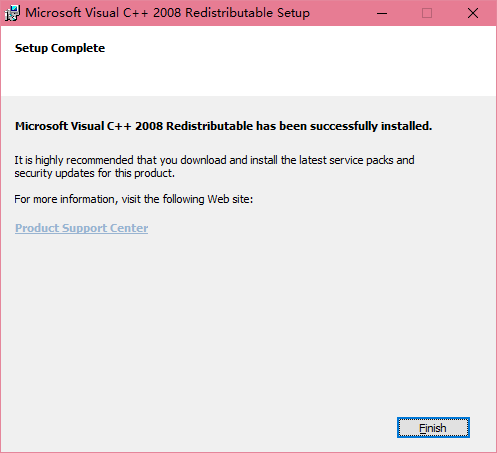 Microsoft Visual C++ 2008 Redistributable Setup
Setup Complete
Microsoft Visual C++ 2008 Redistributable has been successfully installed.
It is highly recommended that you download and install the latest service packs and
security updates for this product.
For more information, visit the following Web site:
Product Support Center
Finish